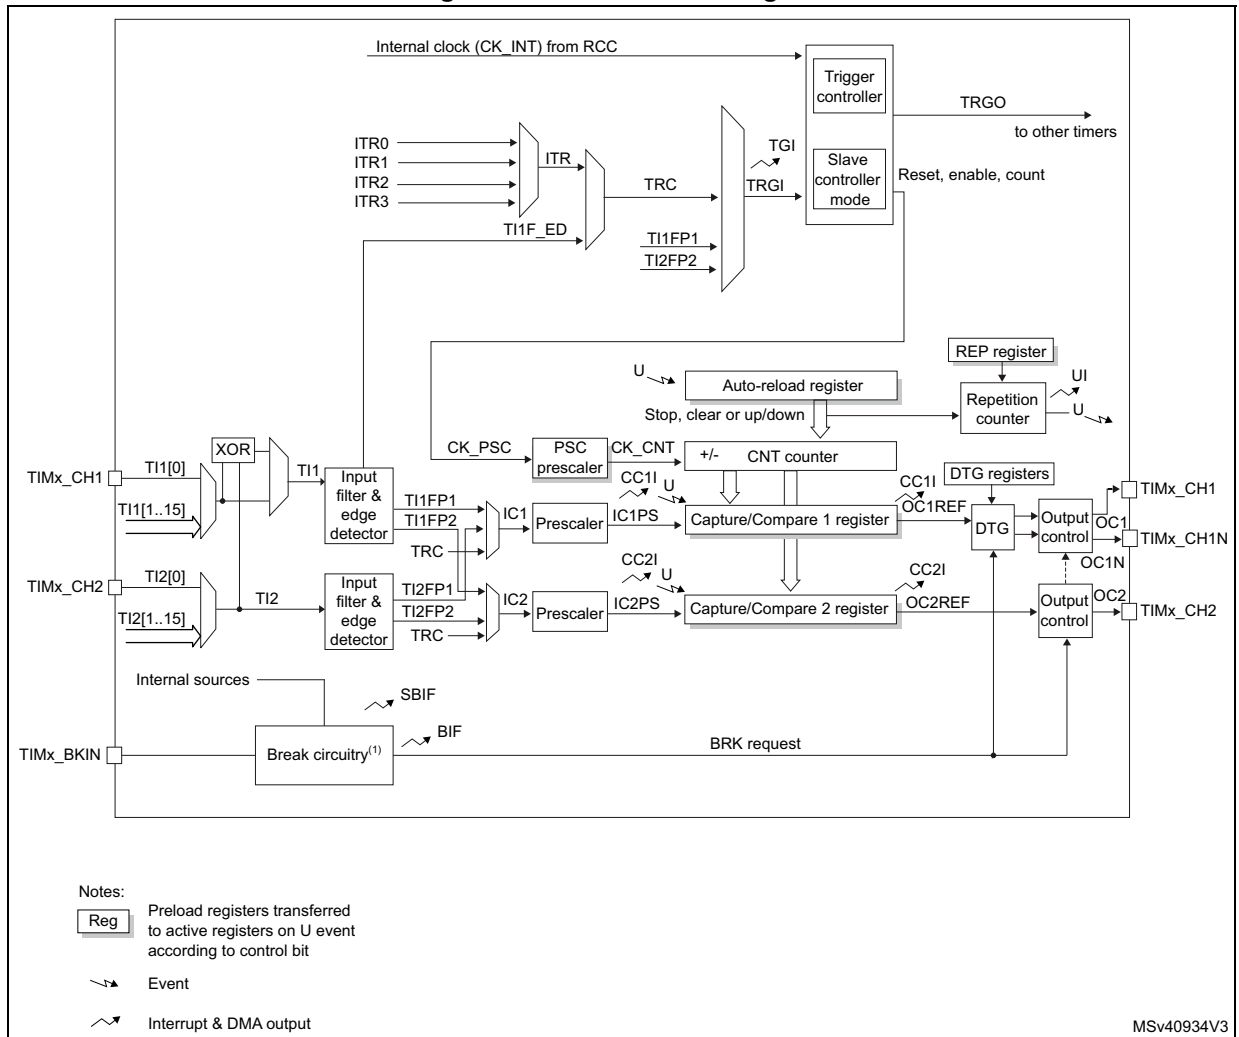 Internal clock (CK_INT) from RCC
Trigger
controller
TRGO
to other timers
ITR0
ITR1
ITR2
ITR3
ITR
TRC
TGI
TRGI
Slave
controller
mode
Reset, enable, count
TI1F_ED
TI1FP1
TI2FP2
REP register
U
Auto-reload register
UI
Repetition
counter
U
Stop, clear or up/down
XOR
CK_PSC
PSC
prescaler
CK_CNT
+/-
CNT counter
DTG registers
TIMx_CH1
TI1[0]
TI1
TI1[1..15]
Input
filter &
edge
detector
TI1FP1
TI1FP2
TRC
IC1
Prescaler
IC1PS
CC1I
U
Capture/Compare 1 register
CC1I
OC1REF
DTG
Output
control
OC1
OC1N
TIMx_CH1
TIMx_CH1N
TIMx_CH2
TI2[0]
TI2
TI2[1..15]
Input
filter &
edge
detector
TI2FP1
TI2FP2
TRC
IC2
Prescaler
IC2PS
CC2I
U
Capture/Compare 2 register
CC2I
OC2REF
Output
control
OC2
TIMx_CH2
Internal sources
SBIF
TIMx_BKIN
Break circuitry(1)
BIF
BRK request
Notes:
Reg
Preload registers transferred
to active registers on U event
according to control bit
Event
Interrupt & DMA output
MSv40934V3